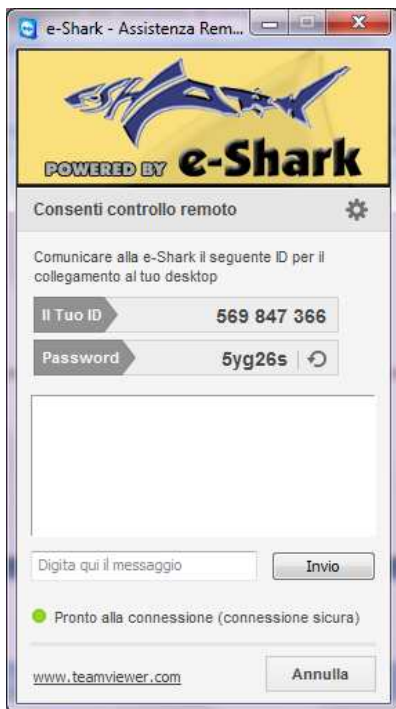 e-Shark - Assistenza Rem...
eSHARK
POWERED BY e-Shark
Consenti controllo remoto
Comunicare alla e-Shark il seguente ID per il
collegamento al tuo desktop
Il Tuo ID 569 847 366
Password 5yg26s
Digita qui il messaggio Invio
Pronto alla connessione (connessione sicura)
www.teamviewer.com Annulla